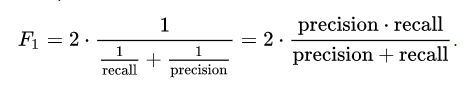 F₁ = 2 · 1 / (1/recall + 1/precision) = 2 · (precision · recall) / (precision + recall).